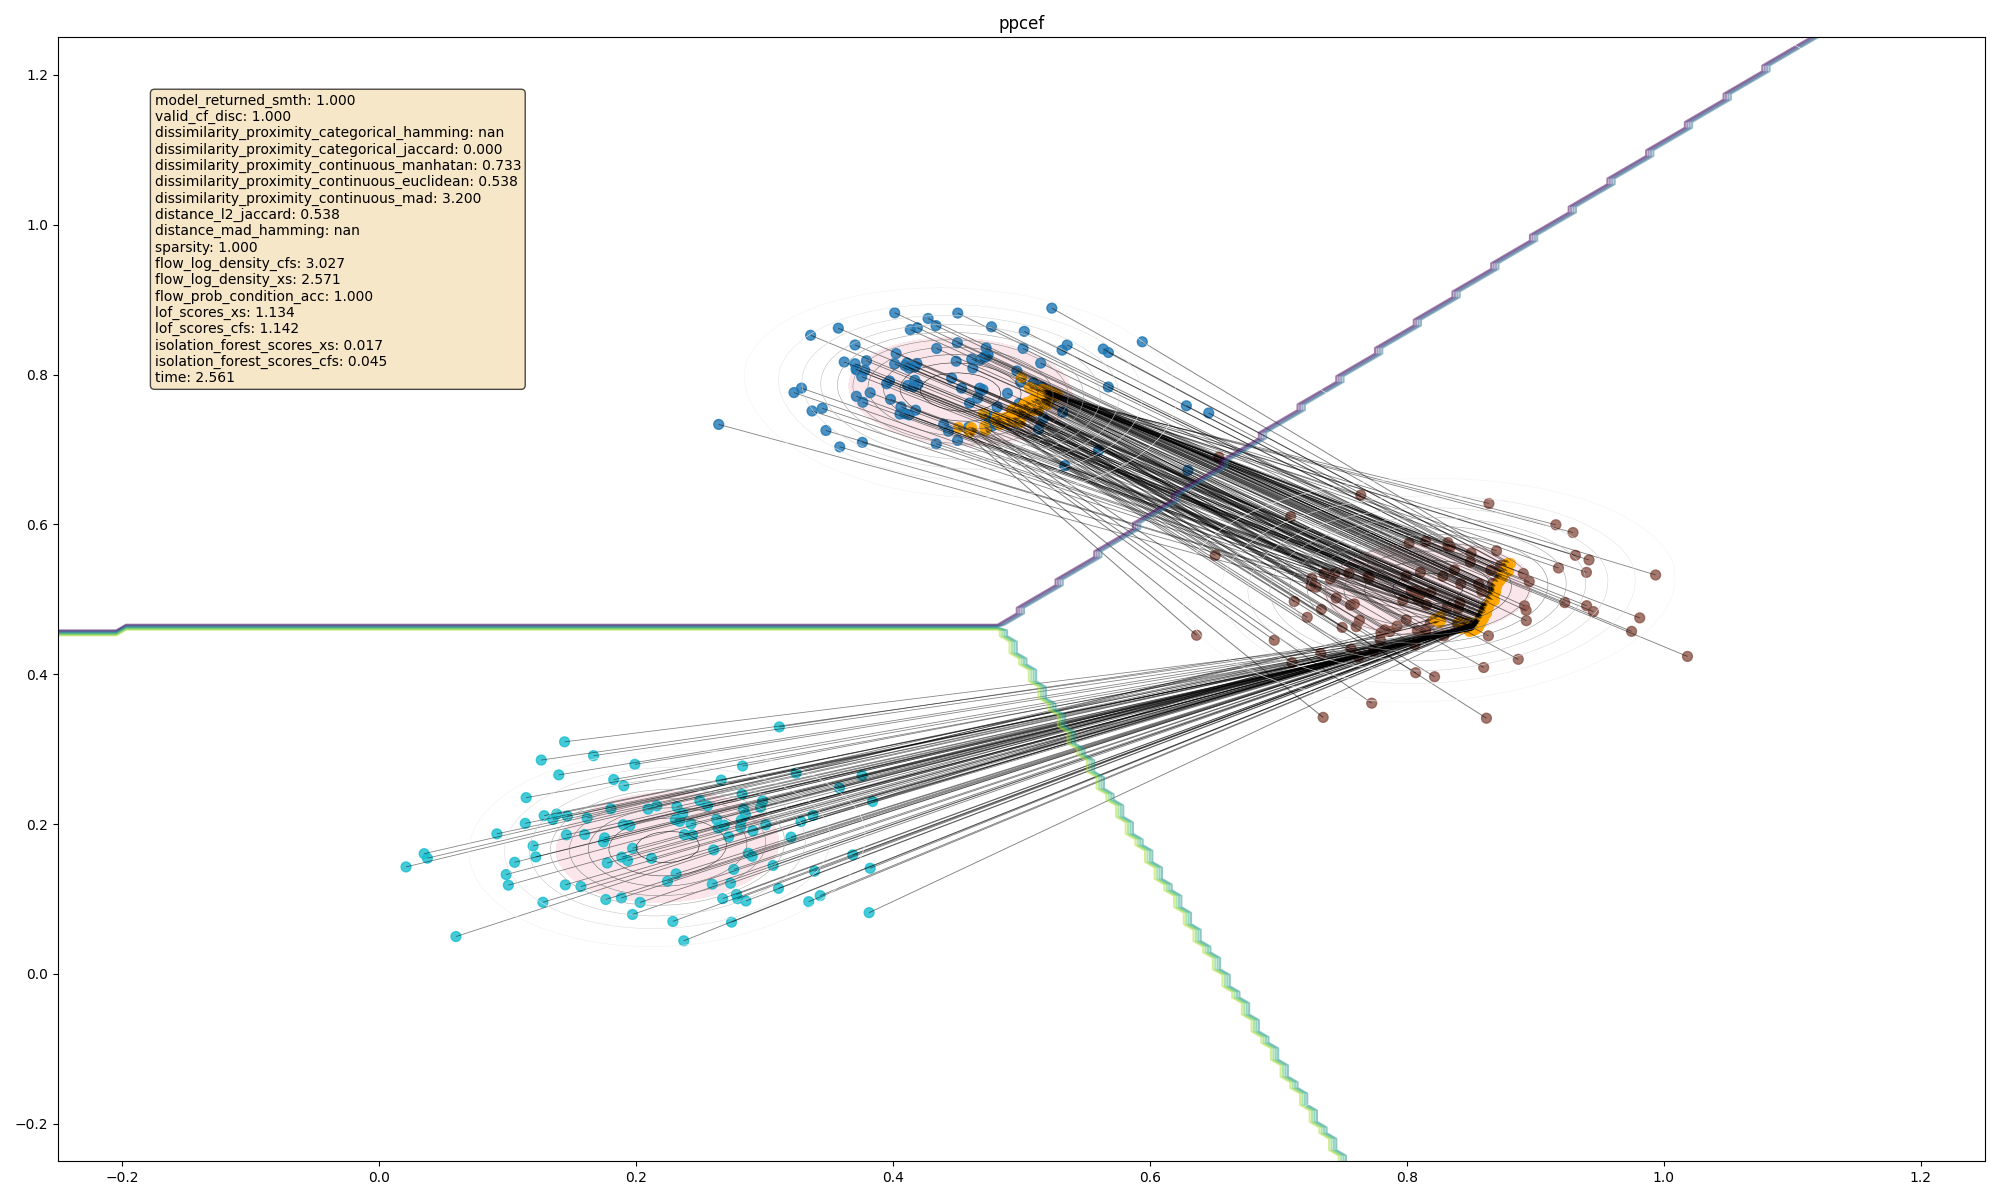 ppcef
1.2
1.0
0.8
0.6
0.4
0.2
0.0
−0.2
model_returned_smth: 1.000
valid_cf_disc: 1.000
dissimilarity_proximity_categorical_hamming: nan
dissimilarity_proximity_categorical_jaccard: 0.000
dissimilarity_proximity_continuous_manhatan: 0.733
dissimilarity_proximity_continuous_euclidean: 0.538
dissimilarity_proximity_continuous_mad: 3.200
distance_l2_jaccard: 0.538
distance_mad_hamming: nan
sparsity: 1.000
flow_log_density_cfs: 3.027
flow_log_density_xs: 2.571
flow_prob_condition_acc: 1.000
lof_scores_xs: 1.134
lof_scores_cfs: 1.142
isolation_forest_scores_xs: 0.017
isolation_forest_scores_cfs: 0.045
time: 2.561
−0.2 0.0 0.2 0.4 0.6 0.8 1.0 1.2